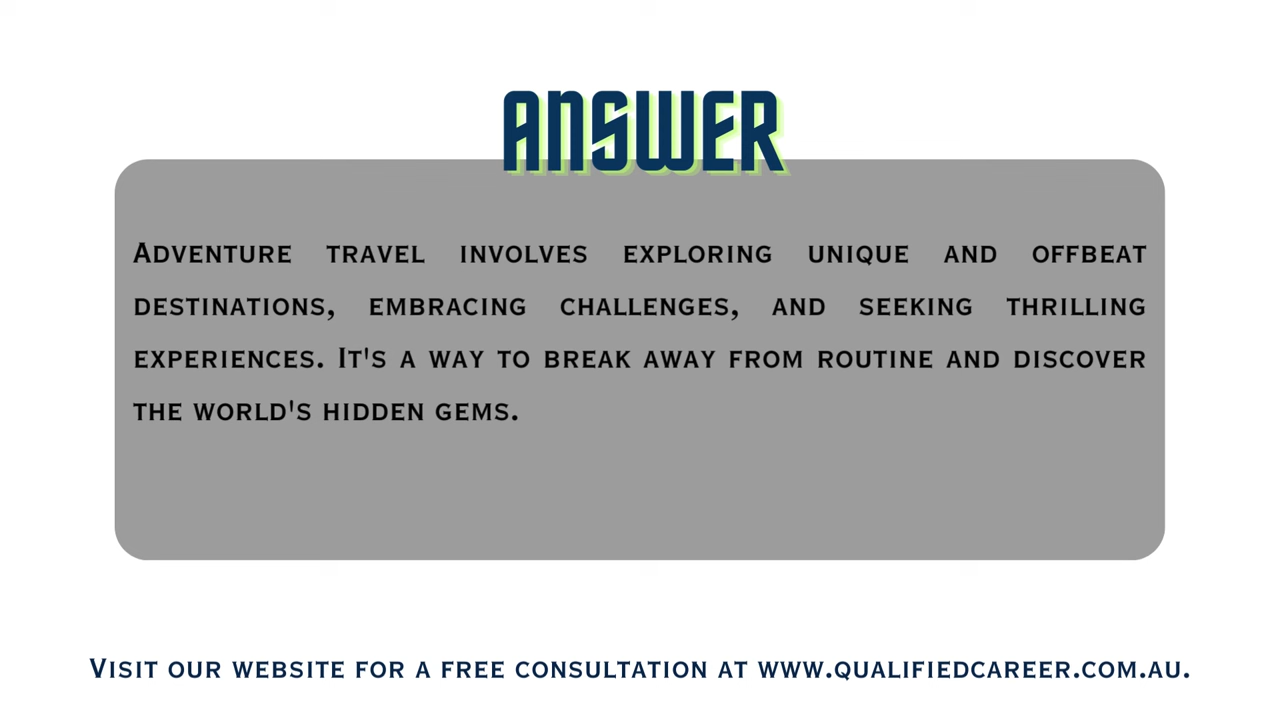 ANSWER
Adventure travel involves exploring unique and offbeat
destinations, embracing challenges, and seeking thrilling
experiences. It's a way to break away from routine and discover
the world's hidden gems.
Visit our website for a free consultation at www.qualifiedcareer.com.au.